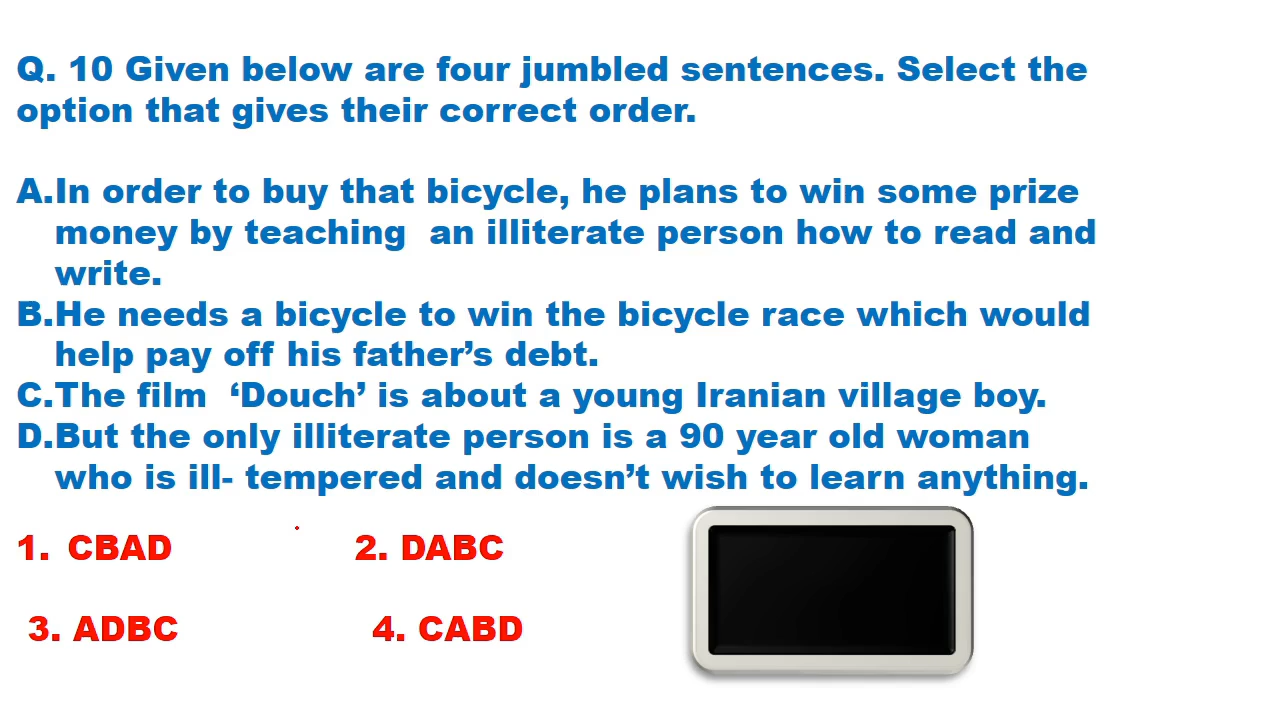 Q. 10 Given below are four jumbled sentences. Select the
option that gives their correct order.
A.In order to buy that bicycle, he plans to win some prize
money by teaching  an illiterate person how to read and
write.
B.He needs a bicycle to win the bicycle race which would
help pay off his father’s debt.
C.The film  ‘Douch’ is about a young Iranian village boy.
D.But the only illiterate person is a 90 year old woman
who is ill- tempered and doesn’t wish to learn anything.
1. CBAD 2. DABC
3. ADBC 4. CABD